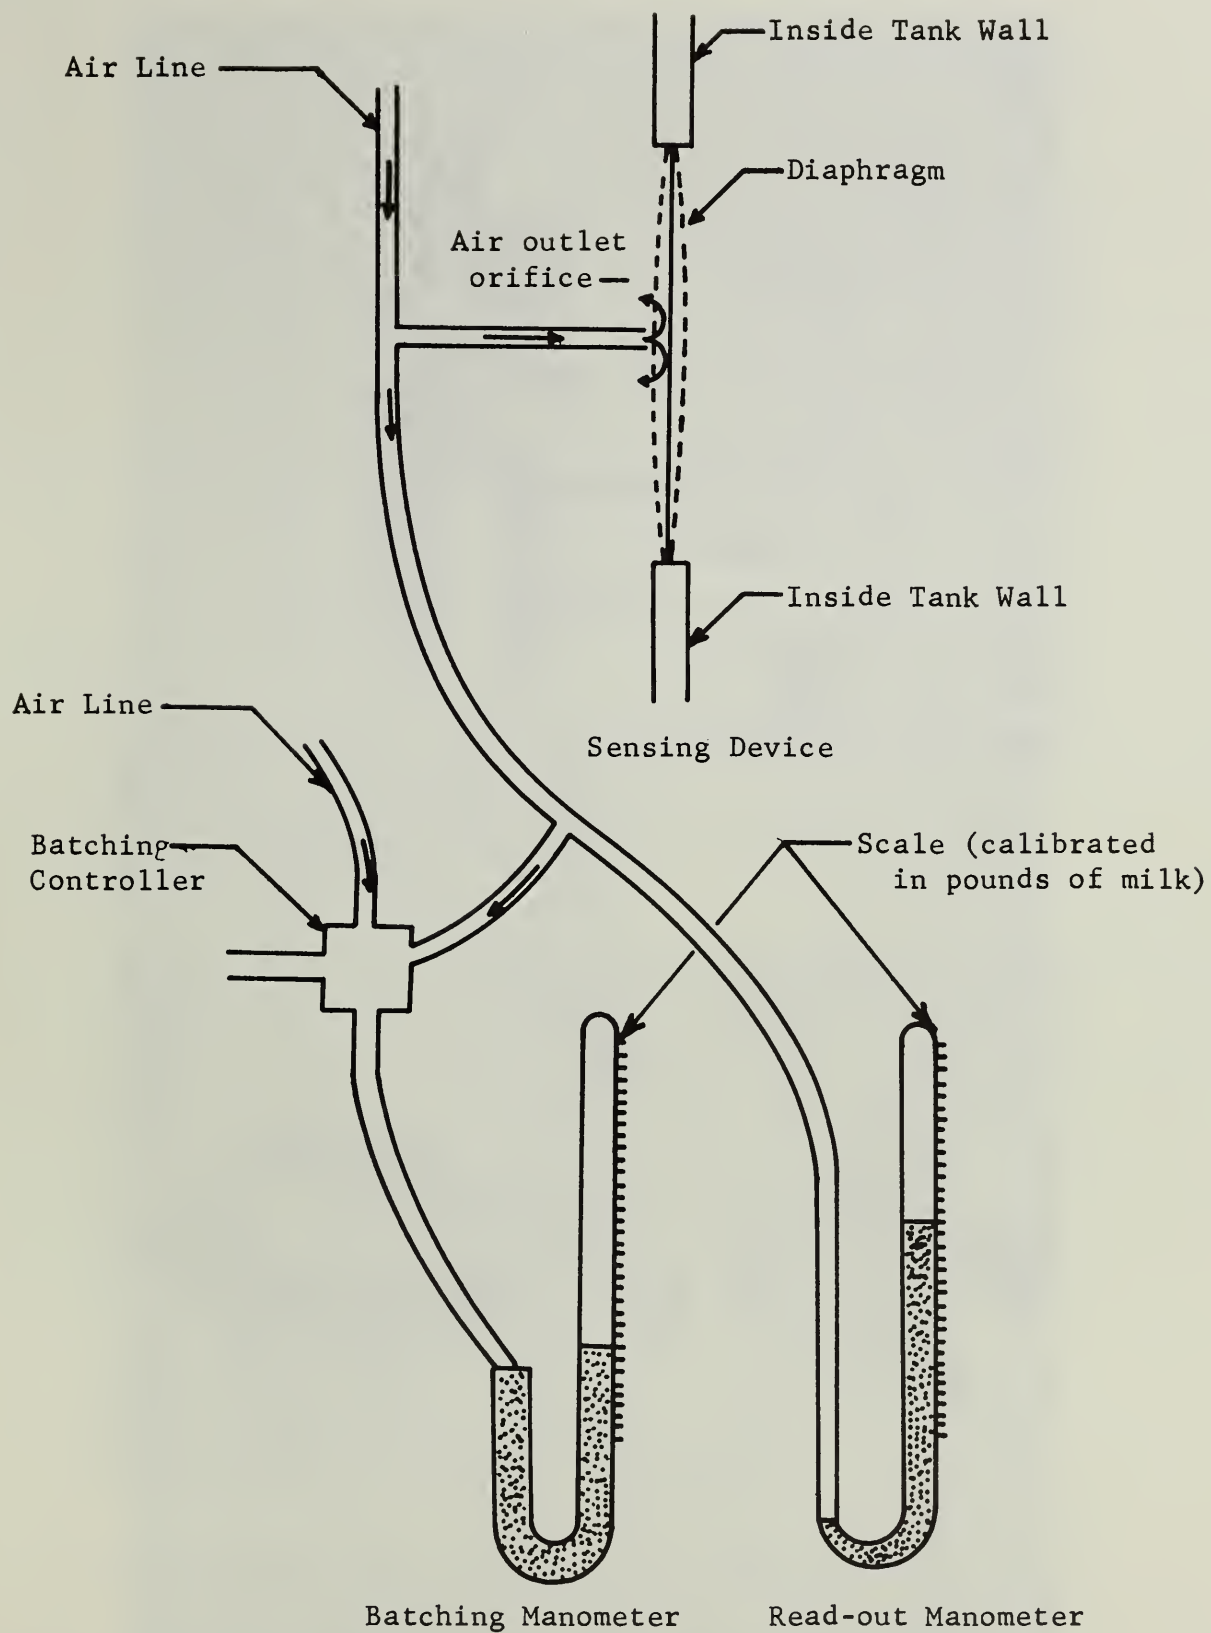 Inside Tank Wall
Air Line
Diaphragm
Air outlet
orifice
Inside Tank Wall
Air Line
Sensing Device
Batching
Controller
Scale (calibrated
in pounds of milk)
Batching Manometer
Read-out Manometer